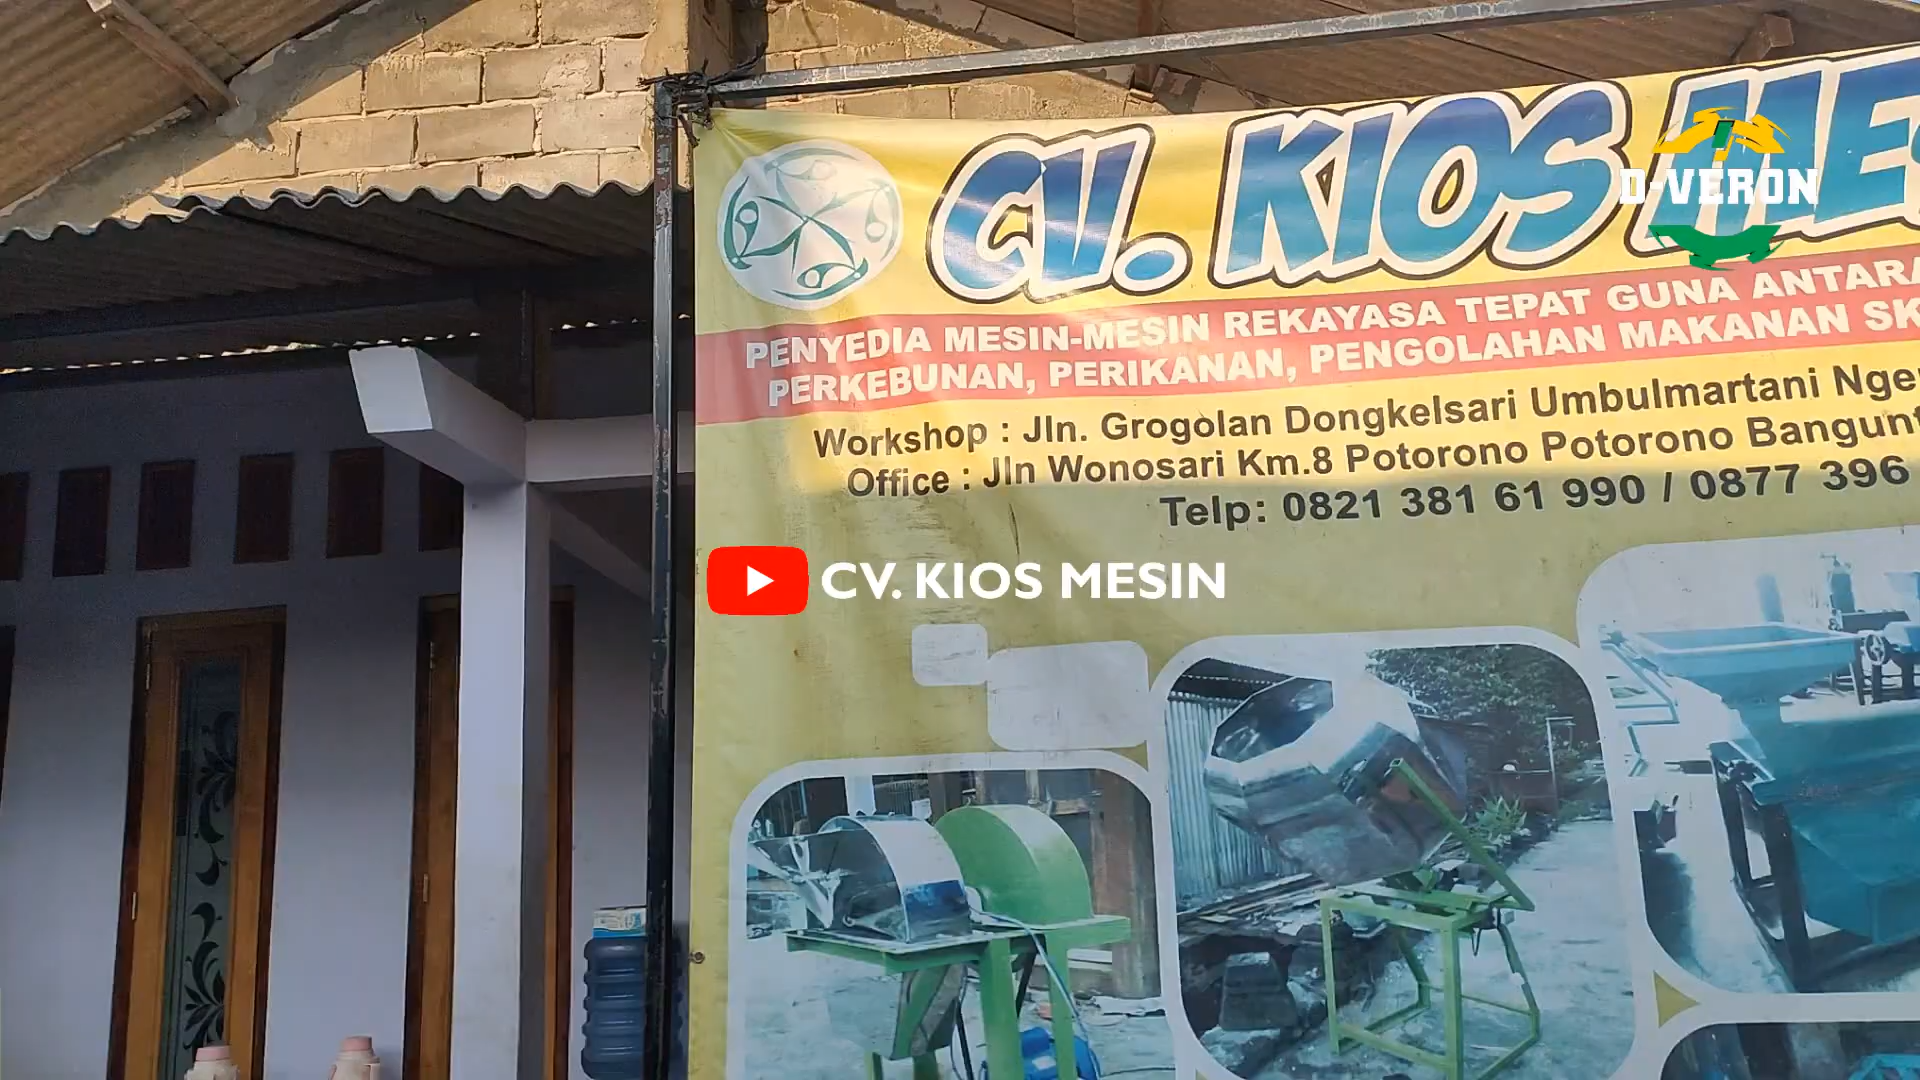 CV. KIOS ME
D-VERON
PENYEDIA MESIN-MESIN REKAYASA TEPAT GUNA ANTARA
PERKEBUNAN, PERIKANAN, PENGOLAHAN MAKANAN SK
Workshop : Jln. Grogolan Dongkelsari Umbulmartani Nge
Office : Jln Wonosari Km.8 Potorono Potorono Bangunt
Telp: 0821 381 61 990 / 0877 396
CV. KIOS MESIN